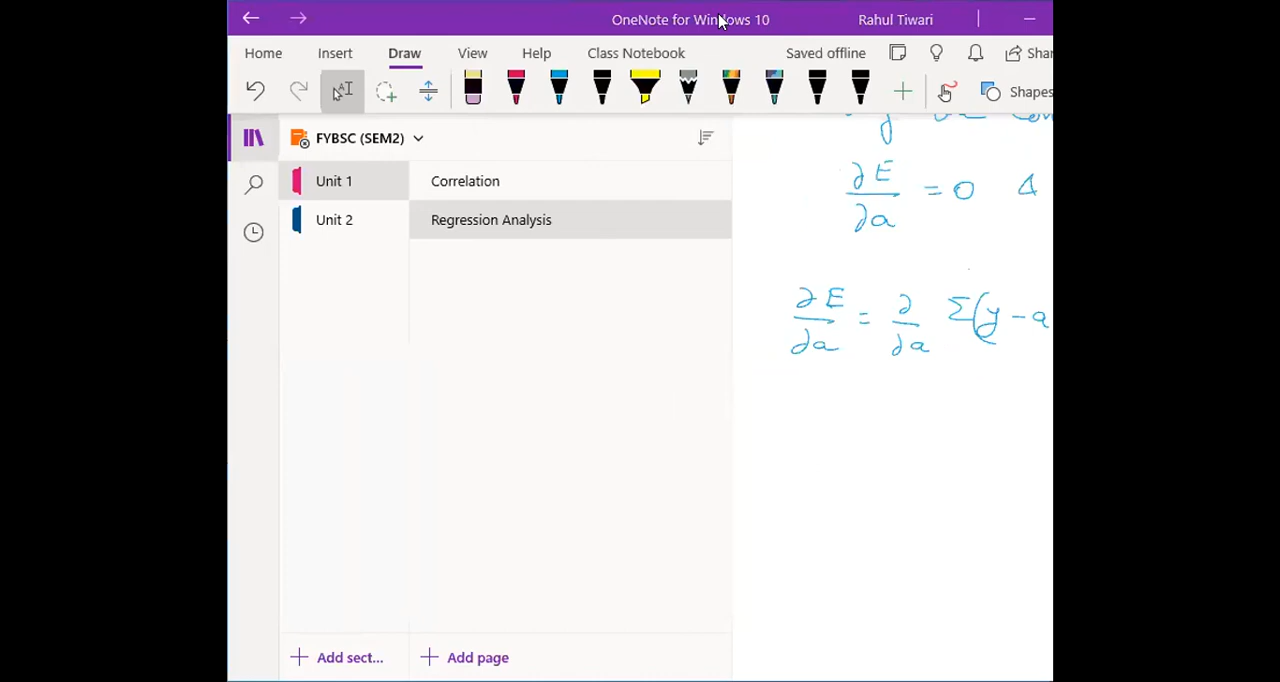 OneNote for Windows 10 Rahul Tiwari
Home Insert Draw View Help Class Notebook Saved offline Shar
Shapes
FYBSC (SEM2)
Unit 1 Correlation
Unit 2 Regression Analysis
∂E/∂a = 0
∂E/∂a = ∂/∂a Σ(y - a
Add sect... Add page